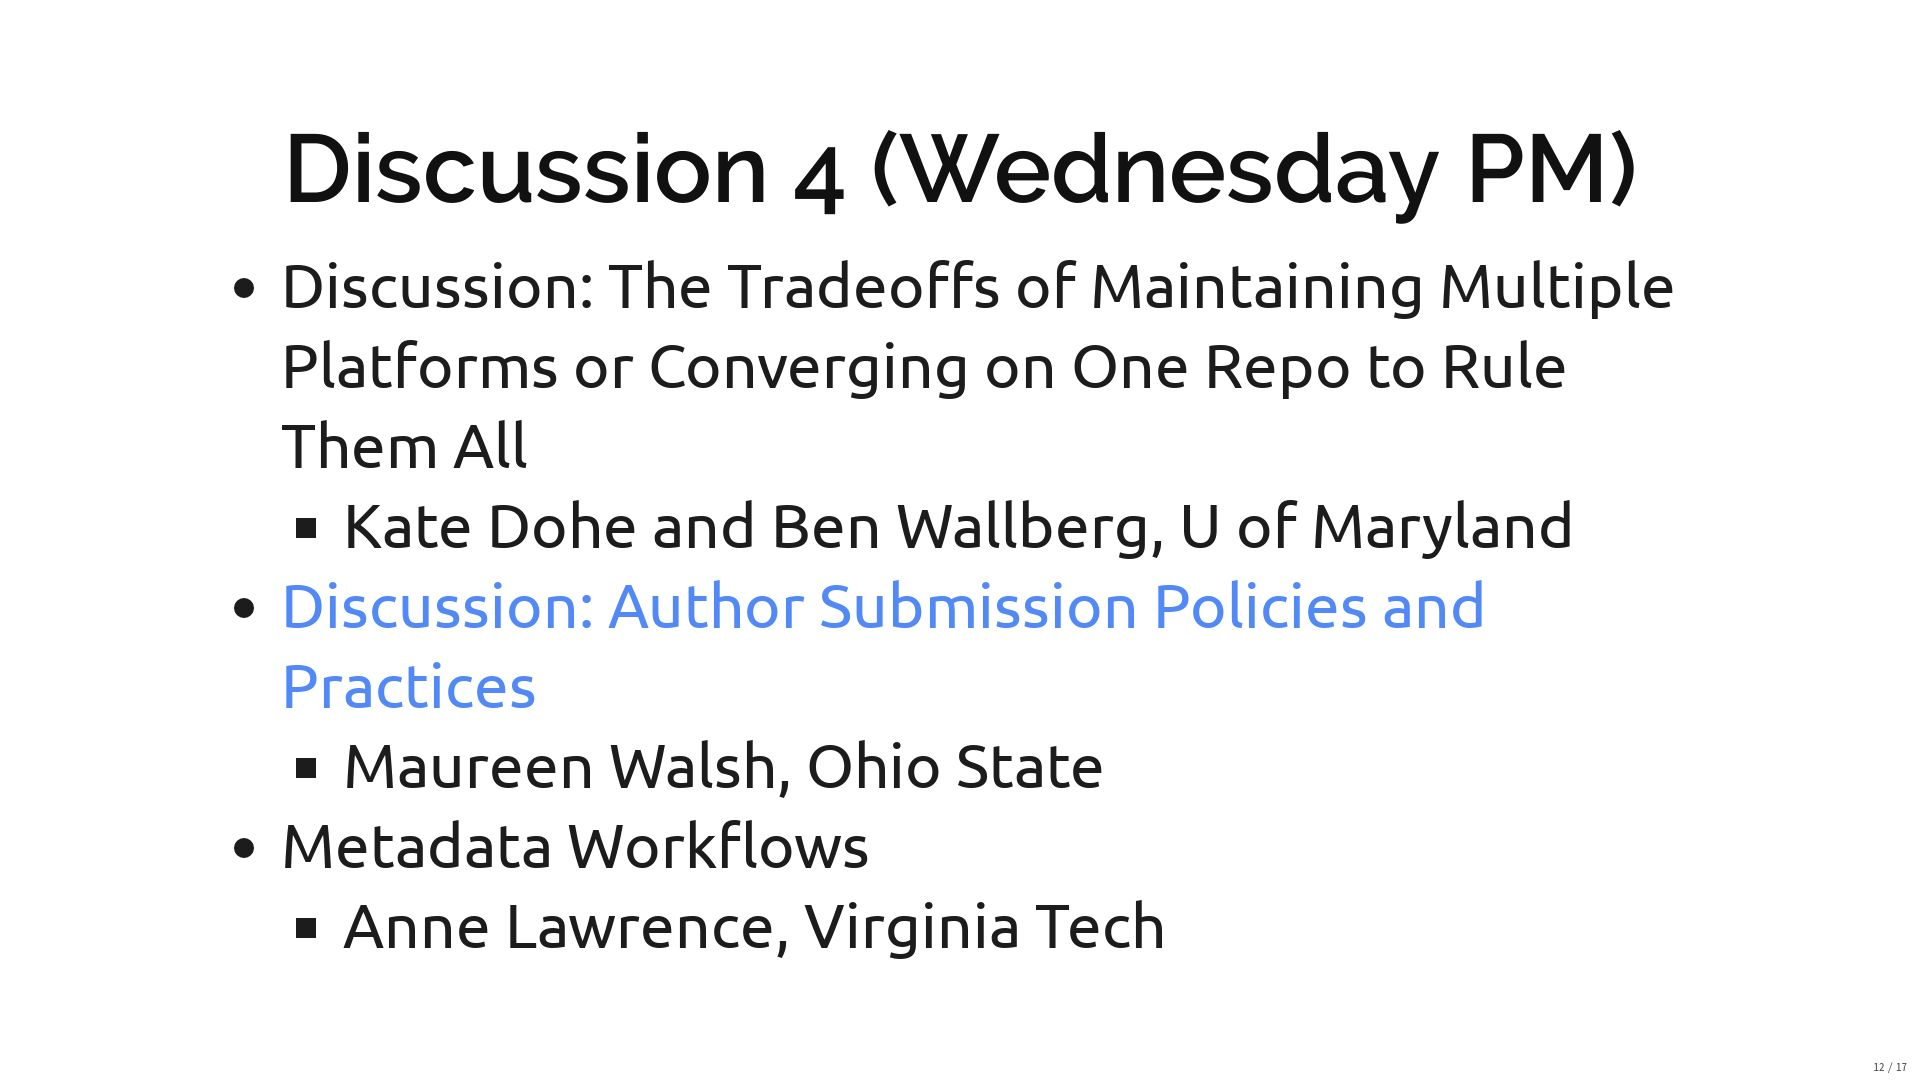 Discussion 4 (Wednesday PM)
• Discussion: The Tradeoffs of Maintaining Multiple
Platforms or Converging on One Repo to Rule
Them All
▪ Kate Dohe and Ben Wallberg, U of Maryland
• Discussion: Author Submission Policies and
Practices
▪ Maureen Walsh, Ohio State
• Metadata Workflows
▪ Anne Lawrence, Virginia Tech
12 / 17